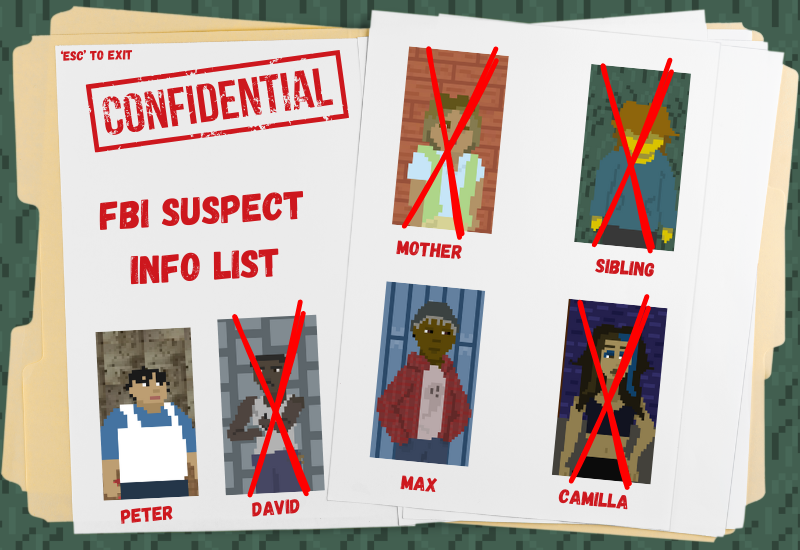 'ESC' TO EXIT
CONFIDENTIAL
FBI SUSPECT
INFO LIST
PETER
DAVID
MOTHER
SIBLING
MAX
CAMILLA